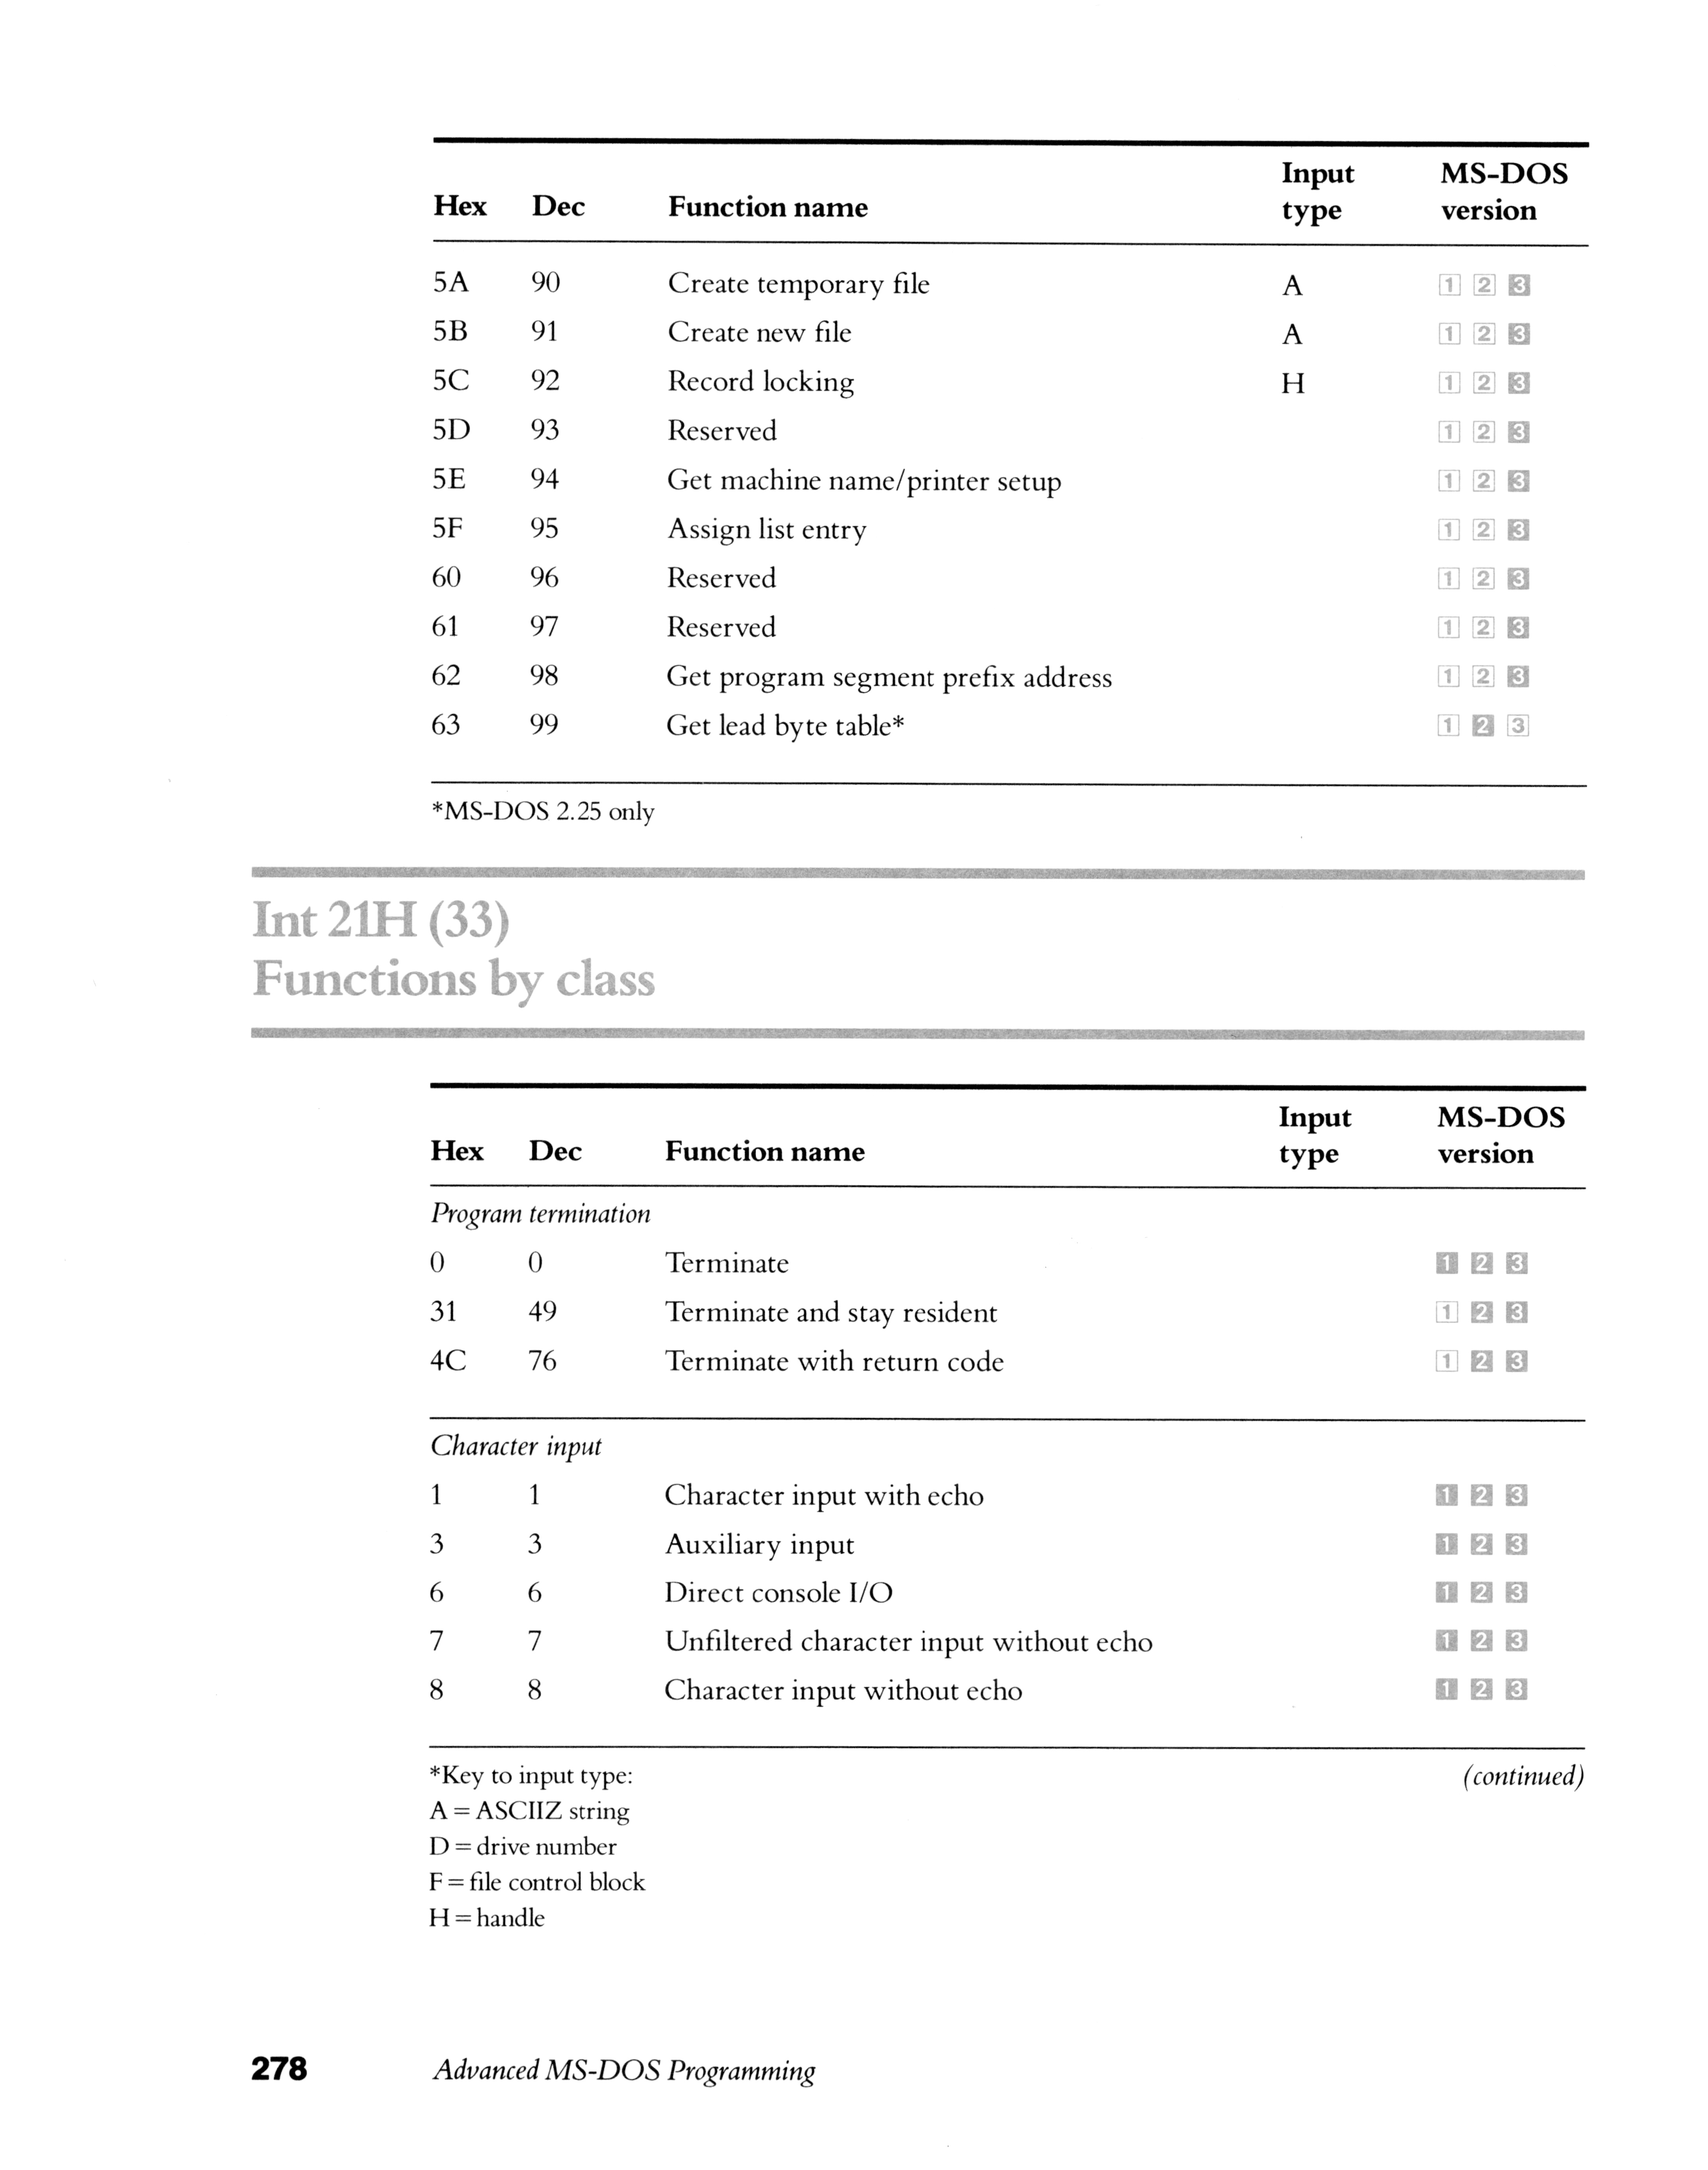 Hex Dec Function name Input type MS-DOS version
5A 90 Create temporary file A 1 2 3
5B 91 Create new file A 1 2 3
5C 92 Record locking H 1 2 3
5D 93 Reserved 1 2 3
5E 94 Get machine name/printer setup 1 2 3
5F 95 Assign list entry 1 2 3
60 96 Reserved 1 2 3
61 97 Reserved 1 2 3
62 98 Get program segment prefix address 1 2 3
63 99 Get lead byte table* 1 2 3
*MS-DOS 2.25 only
Int 21H (33)
Functions by class
Hex Dec Function name Input type MS-DOS version
Program termination
0 0 Terminate 1 2 3
31 49 Terminate and stay resident 1 2 3
4C 76 Terminate with return code 1 2 3
Character input
1 1 Character input with echo 1 2 3
3 3 Auxiliary input 1 2 3
6 6 Direct console I/O 1 2 3
7 7 Unfiltered character input without echo 1 2 3
8 8 Character input without echo 1 2 3
*Key to input type: (continued)
A = ASCIIZ string
D = drive number
F = file control block
H = handle
278 Advanced MS-DOS Programming